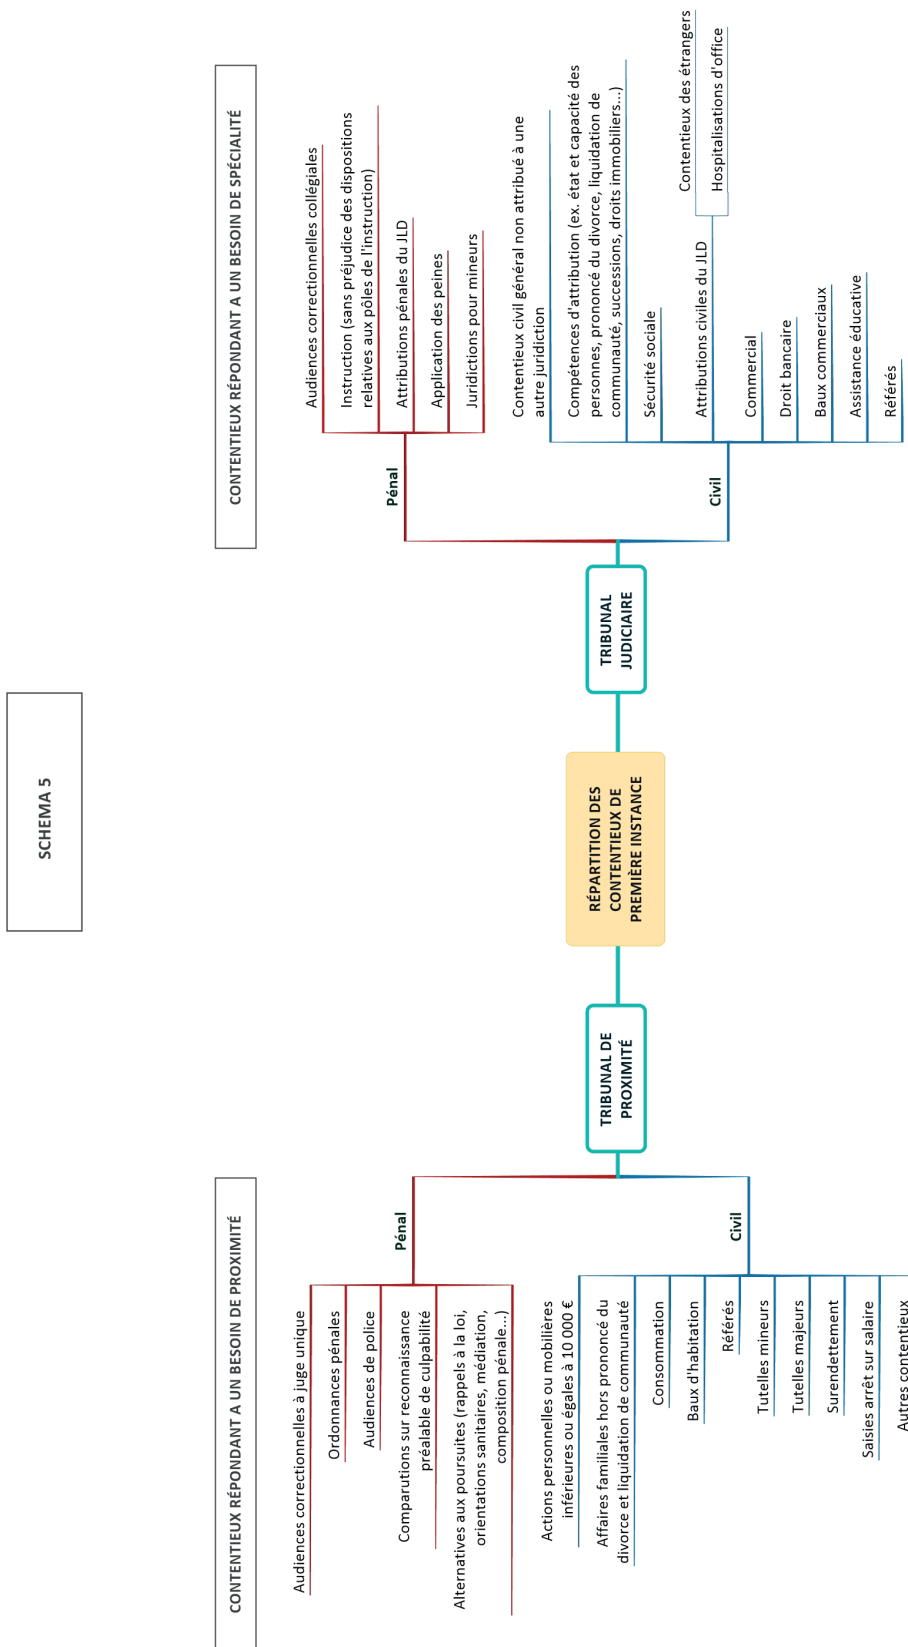 SCHEMA 5
CONTENTIEUX RÉPONDANT A UN BESOIN DE PROXIMITÉ
CONTENTIEUX RÉPONDANT A UN BESOIN DE SPÉCIALITÉ
Audiences correctionnelles à juge unique
Ordonnances pénales
Audiences de police
Comparutions sur reconnaissance
préalable de culpabilité
Alternatives aux poursuites (rappels à la loi,
orientations sanitaires, médiation,
composition pénale...)
Pénal
Actions personnelles ou mobilières
inférieures ou égales à 10 000 €
Affaires familiales hors prononcé du
divorce et liquidation de communauté
Consommation
Baux d'habitation
Référés
Tutelles mineurs
Tutelles majeurs
Surendettement
Saisies arrêt sur salaire
Autres contentieux
Civil
TRIBUNAL DE
PROXIMITÉ
RÉPARTITION DES
CONTENTIEUX DE
PREMIÈRE INSTANCE
TRIBUNAL
JUDICIAIRE
Pénal
Audiences correctionnelles collégiales
Instruction (sans préjudice des dispositions
relatives aux pôles de l'instruction)
Attributions pénales du JLD
Application des peines
Juridictions pour mineurs
Civil
Contentieux civil général non attribué à une
autre juridiction
Compétences d'attribution (ex. état et capacité des
personnes, prononcé du divorce, liquidation de
communauté, successions, droits immobiliers...)
Sécurité sociale
Attributions civiles du JLD
Contentieux des étrangers
Hospitalisations d'office
Commercial
Droit bancaire
Baux commerciaux
Assistance éducative
Référés